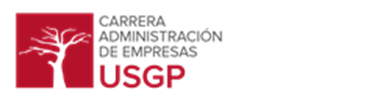 CARRERA
ADMINISTRACIÓN
DE EMPRESAS
USGP